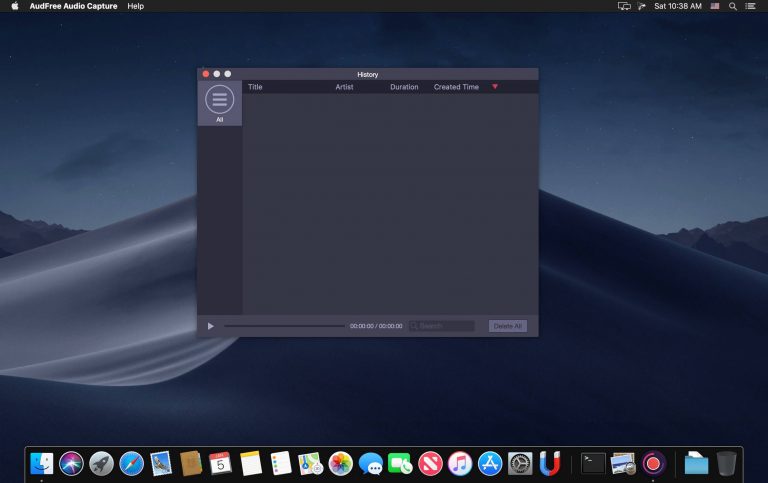 AudFree Audio Capture Help Sat 10:38 AM
History
Title Artist Duration Created Time
All
00:00:00 / 00:00:00 Search Delete All
5